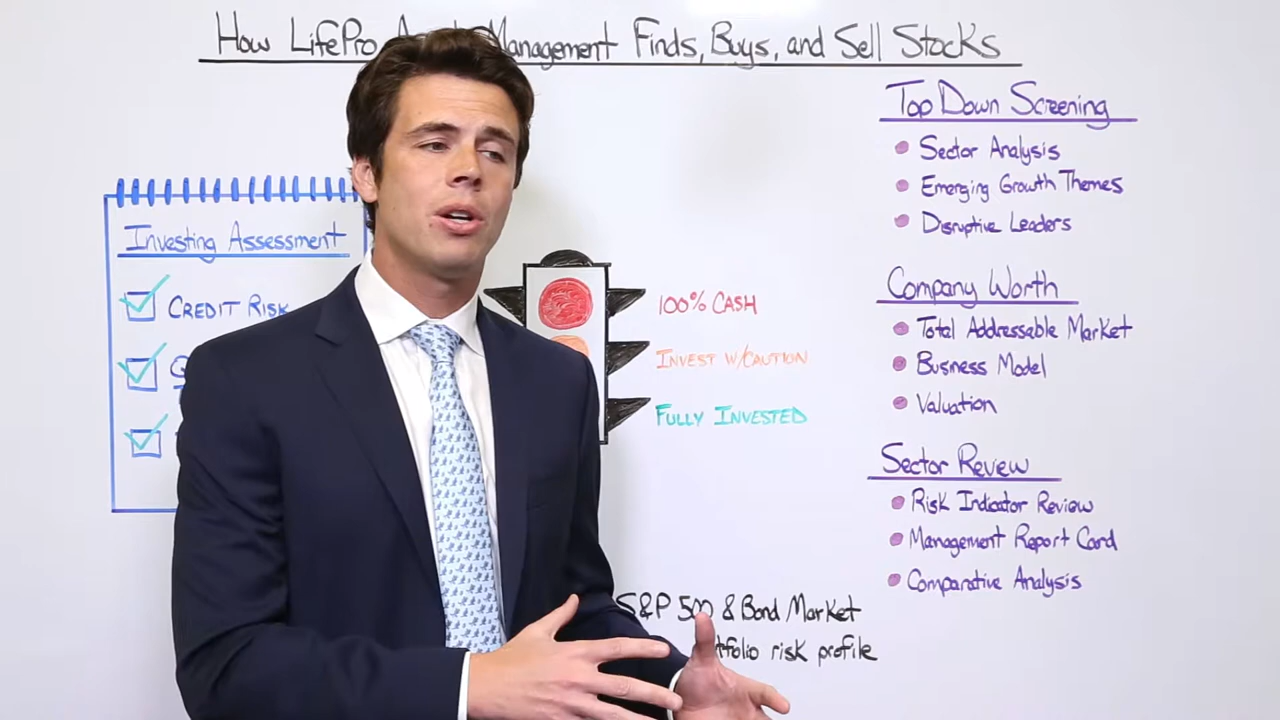 How LifePro Management Finds, Buys, and Sell Stocks
Investing Assessment
CREDIT RISK
100% CASH
INVEST W/CAUTION
FULLY INVESTED
Top Down Screening
Sector Analysis
Emerging Growth Themes
Disruptive Leaders
Company Worth
Total Addressable Market
Business Model
Valuation
Sector Review
Risk Indicator Review
Management Report Card
Comparative Analysis
S&P 500 & Bond Market
risk profile